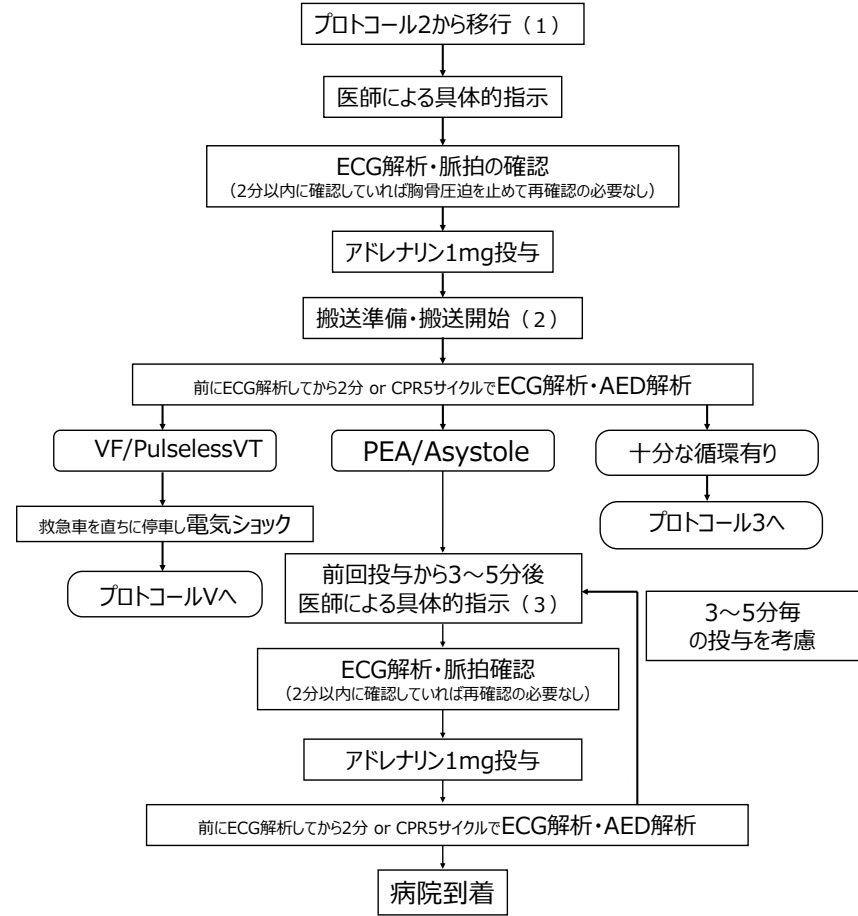 プロトコール2から移行（１）
医師による具体的指示
ECG解析・脈拍の確認
（2分以内に確認していれば胸骨圧迫を止めて再確認の必要なし）
アドレナリン1mg投与
搬送準備・搬送開始（２）
前にECG解析してから2分 or CPR5サイクルでECG解析・AED解析
VF/PulselessVT
PEA/Asystole
十分な循環有り
救急車を直ちに停車し電気ショック
プロトコール3へ
プロトコールVへ
前回投与から3～5分後
医師による具体的指示（３）
3～5分毎
の投与を考慮
ECG解析・脈拍確認
（2分以内に確認していれば再確認の必要なし）
アドレナリン1mg投与
前にECG解析してから2分 or CPR5サイクルでECG解析・AED解析
病院到着